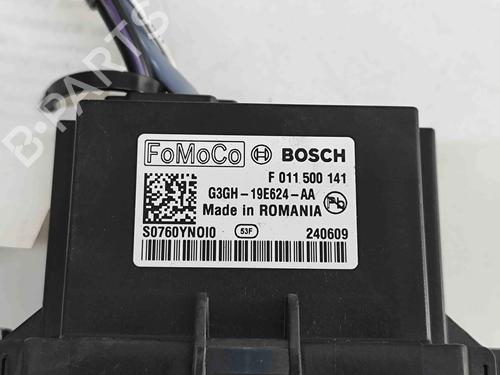 FoMoCo BOSCH
F 011 500 141
G3GH-19E624-AA
Made in ROMANIA
S0760YNOI0 53F 240609
B-PARTS